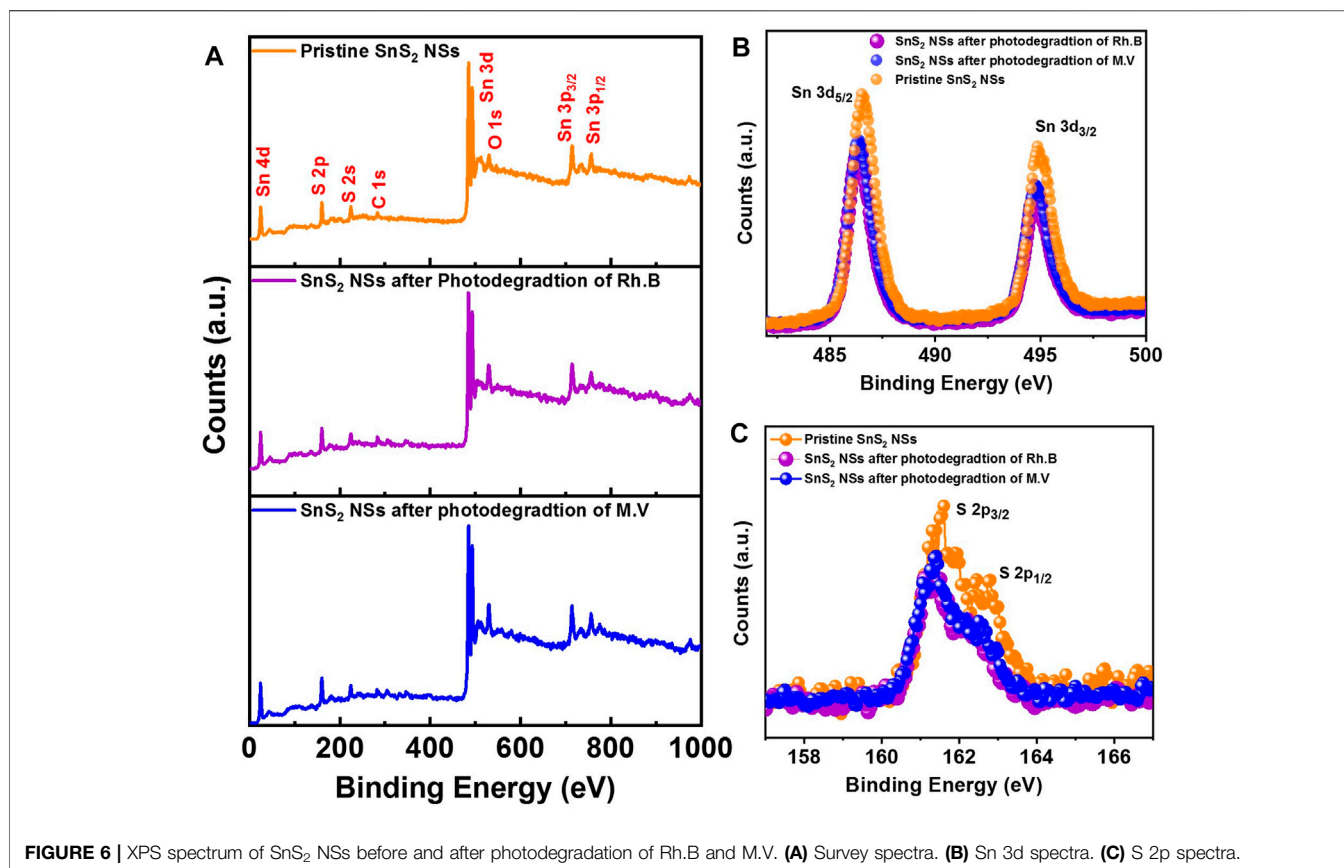 A
Pristine SnS₂ NSs
Sn 4d
S 2p
S 2s
C 1s
Sn 3d
O 1s
Sn 3p₃/₂
Sn 3p₁/₂
SnS₂ NSs after Photodegradtion of Rh.B
SnS₂ NSs after photodegradtion of M.V
Counts (a.u.)
0 200 400 600 800 1000
Binding Energy (eV)
B
SnS₂ NSs after photodegradtion of Rh.B
SnS₂ NSs after photodegradtion of M.V
Pristine SnS₂ NSs
Sn 3d₅/₂
Sn 3d₃/₂
Counts (a.u.)
485 490 495 500
Binding Energy (eV)
C
Pristine SnS₂ NSs
SnS₂ NSs after photodegradtion of Rh.B
SnS₂ NSs after photodegradtion of M.V
S 2p₃/₂
S 2p₁/₂
Counts (a.u.)
158 160 162 164 166
Binding Energy (eV)
FIGURE 6 | XPS spectrum of SnS₂ NSs before and after photodegradation of Rh.B and M.V. (A) Survey spectra. (B) Sn 3d spectra. (C) S 2p spectra.